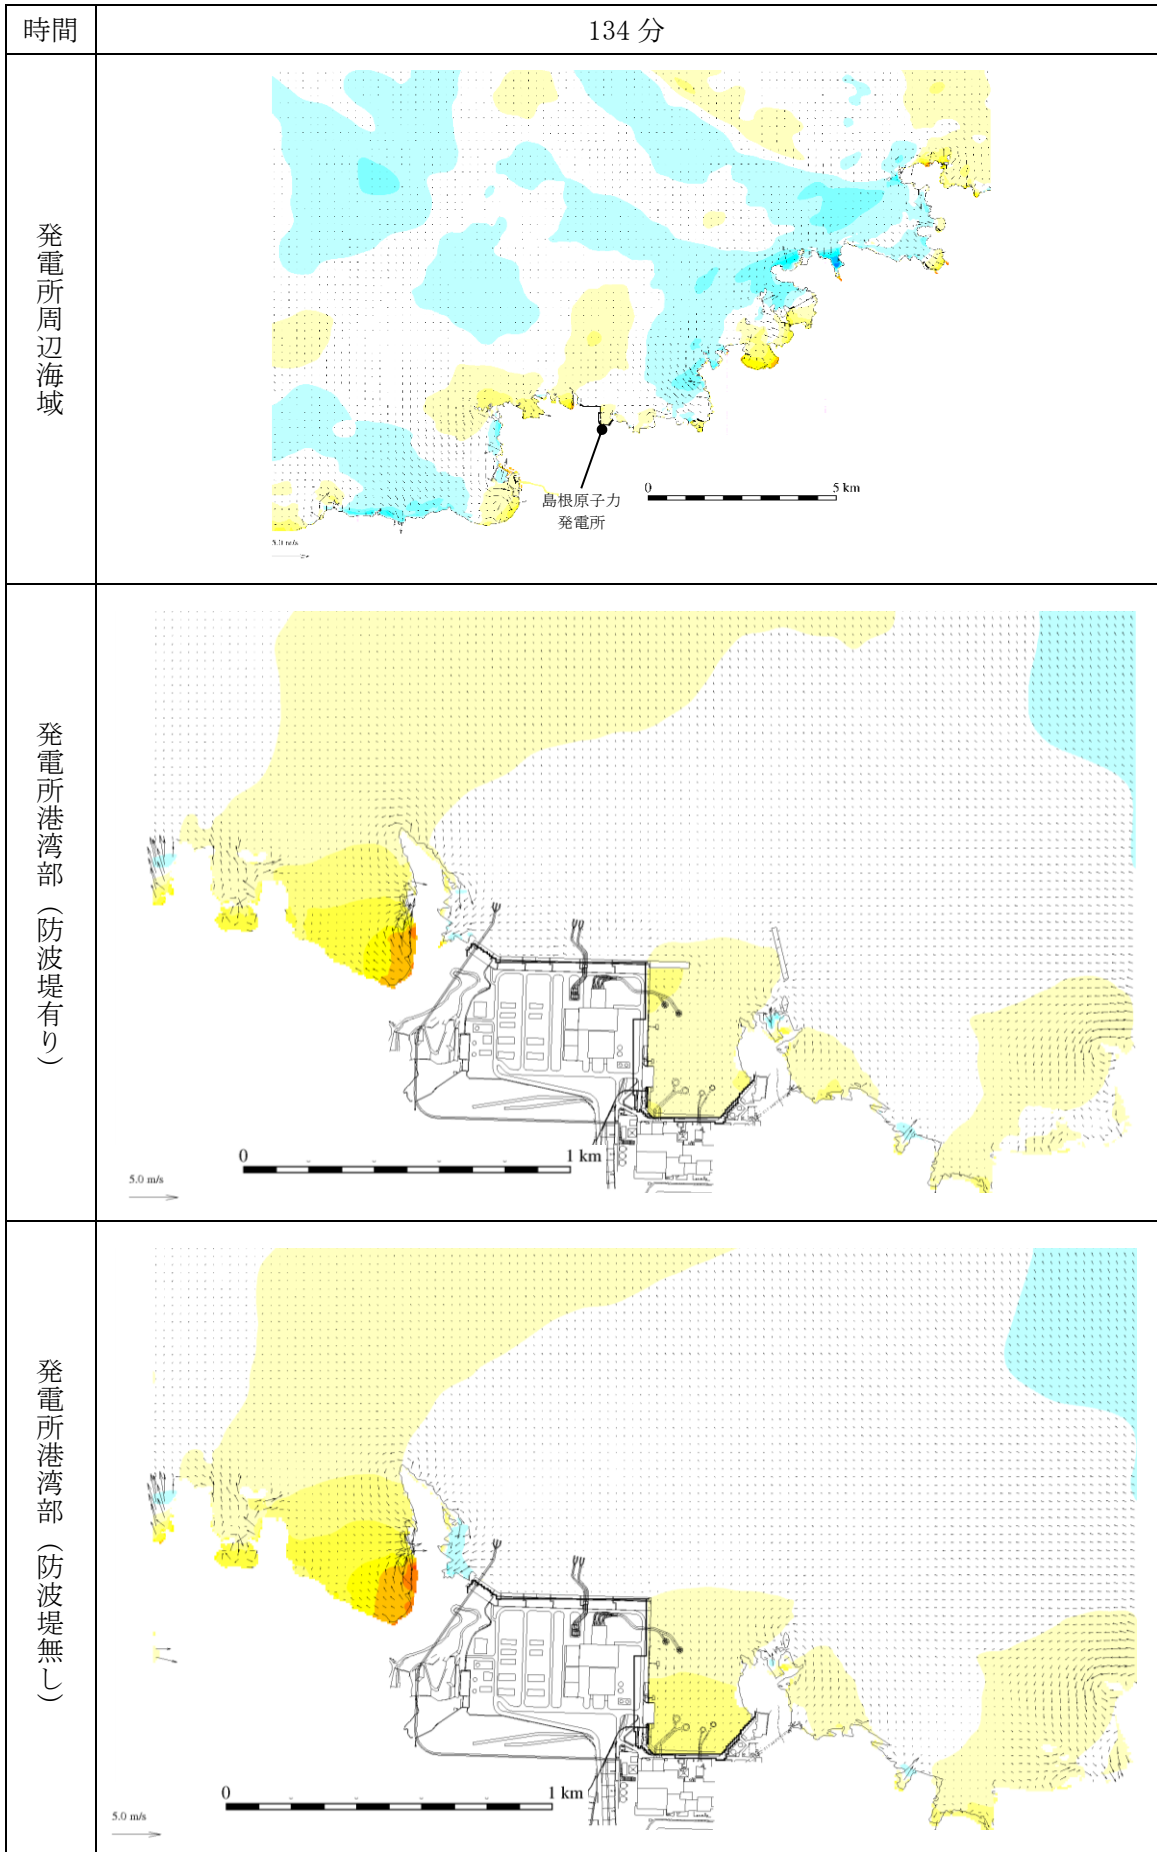 時間
134 分
発電所周辺海域
島根原子力
発電所
0
5 km
5.0 m/s
発電所港湾部（防波堤有り）
0
1 km
5.0 m/s
発電所港湾部（防波堤無し）
0
1 km
5.0 m/s